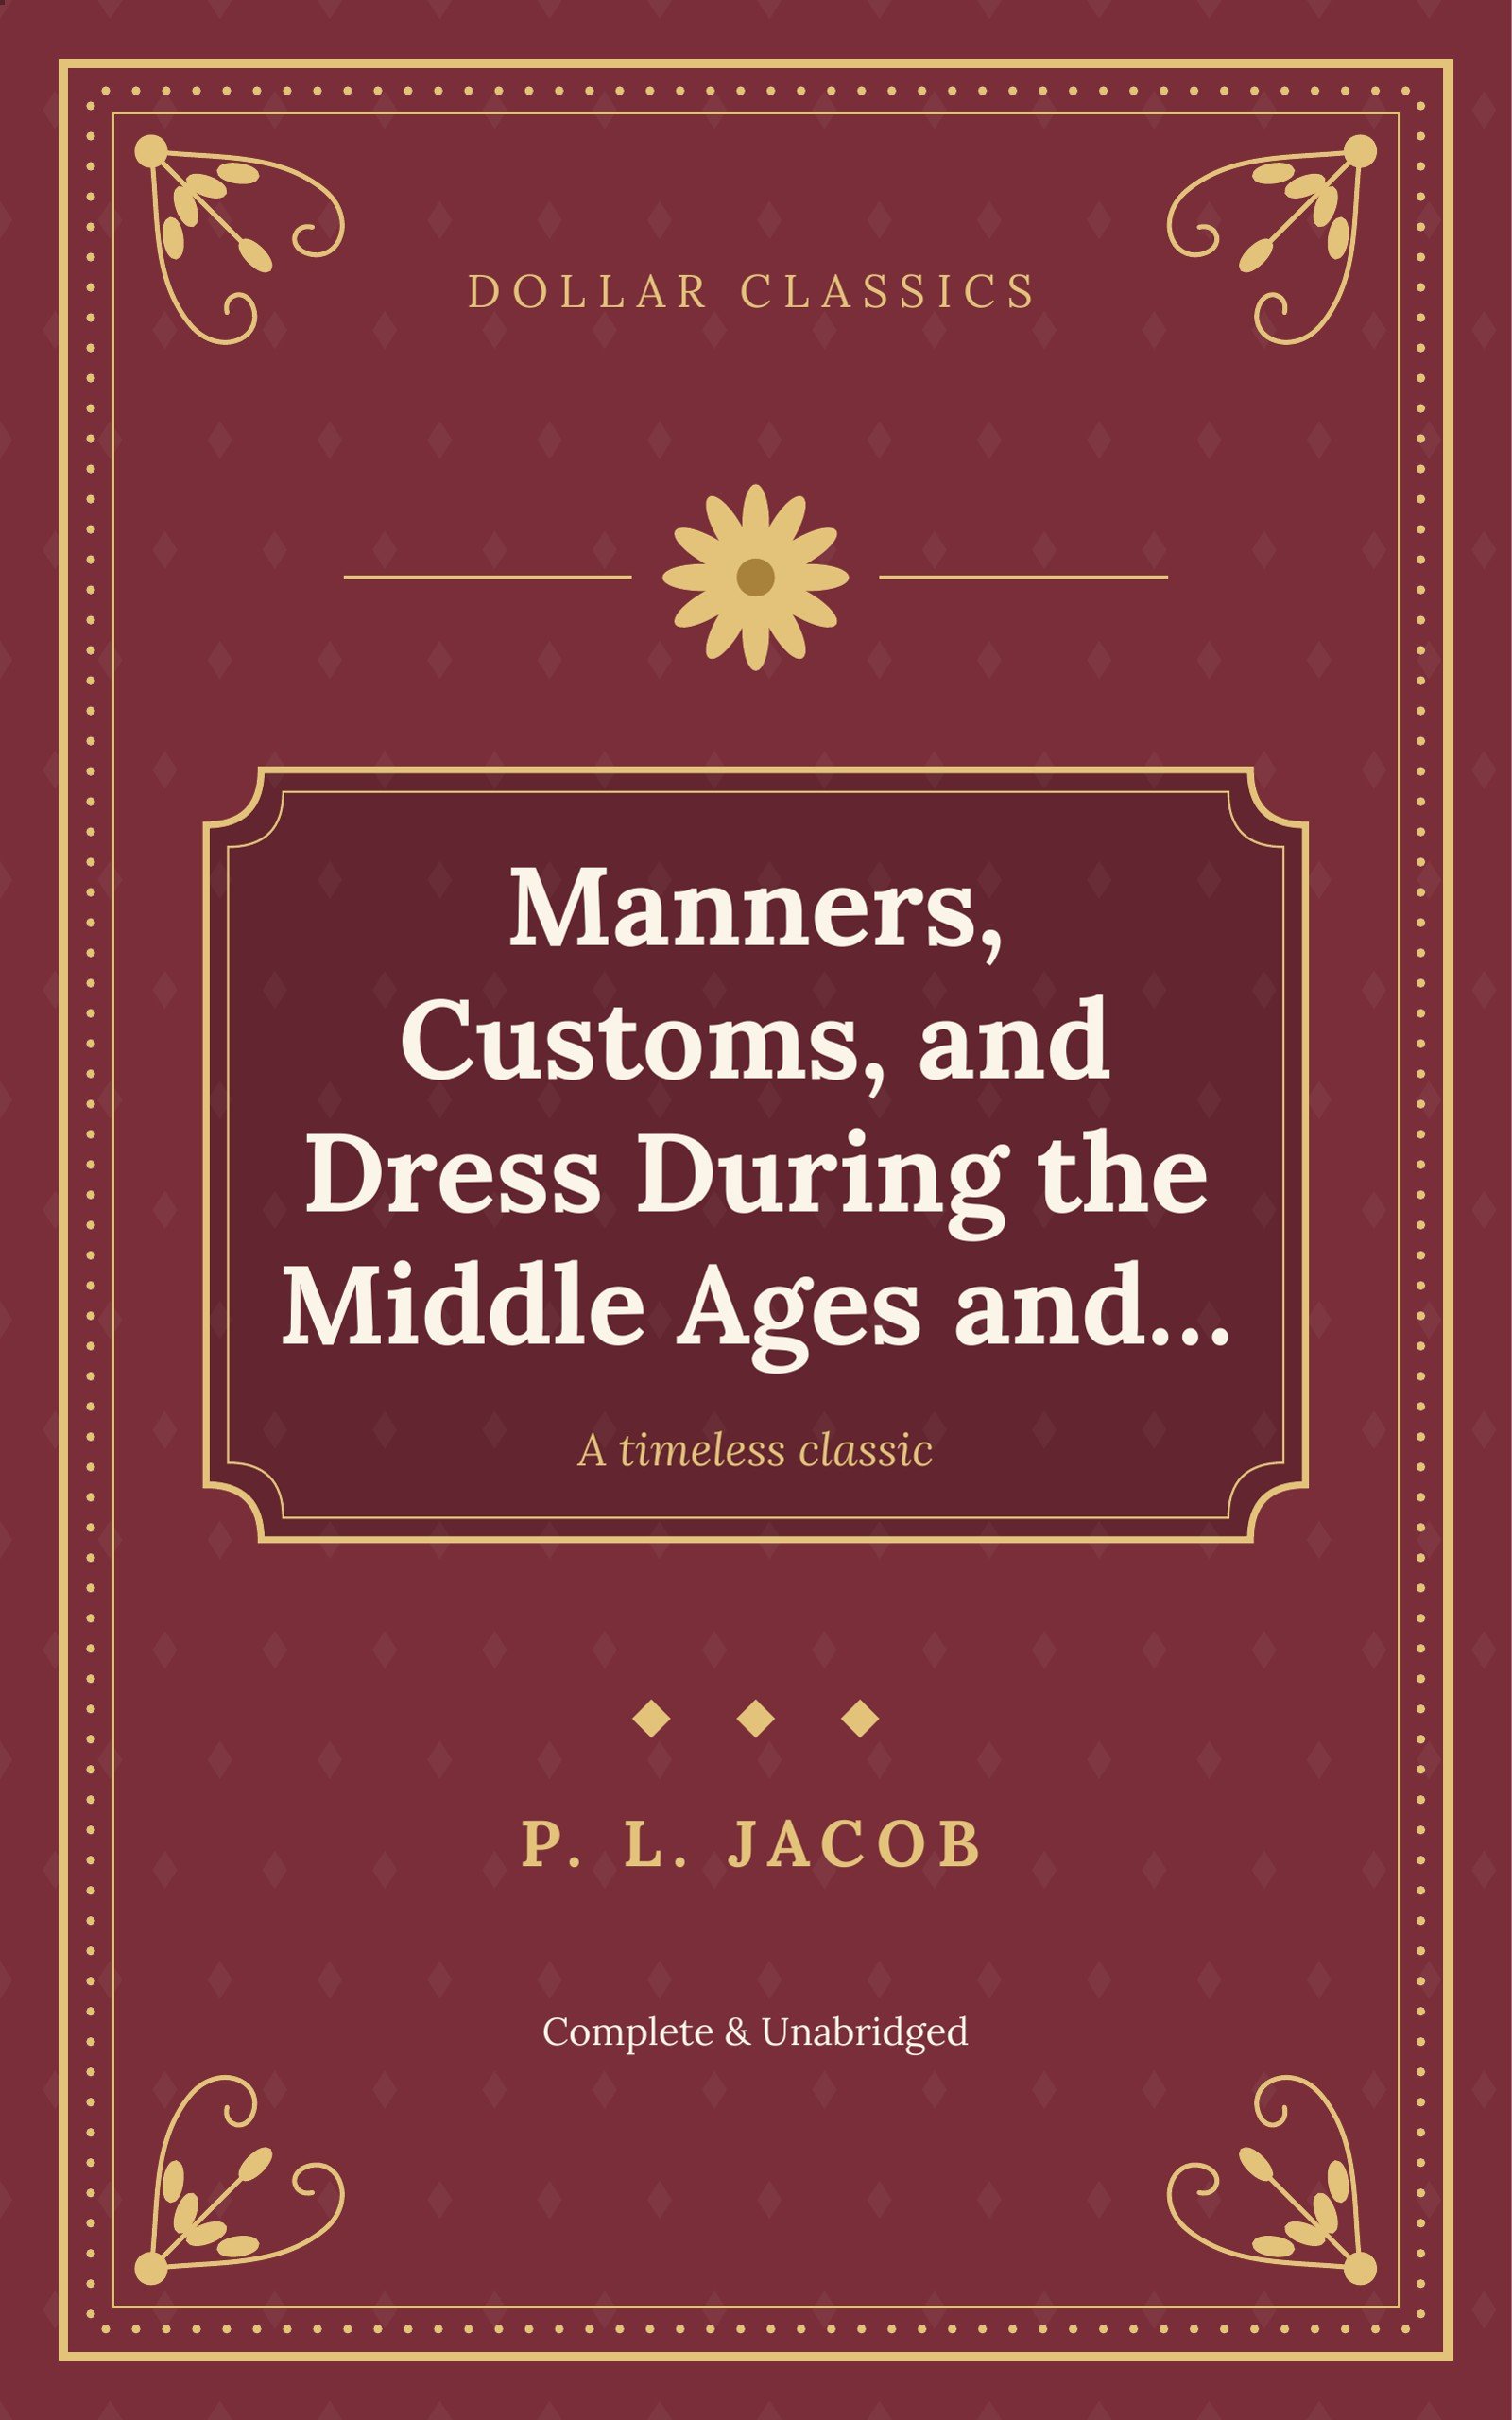 DOLLAR CLASSICS
Manners,
Customs, and
Dress During the
Middle Ages and...
A timeless classic
P. L. JACOB
Complete & Unabridged